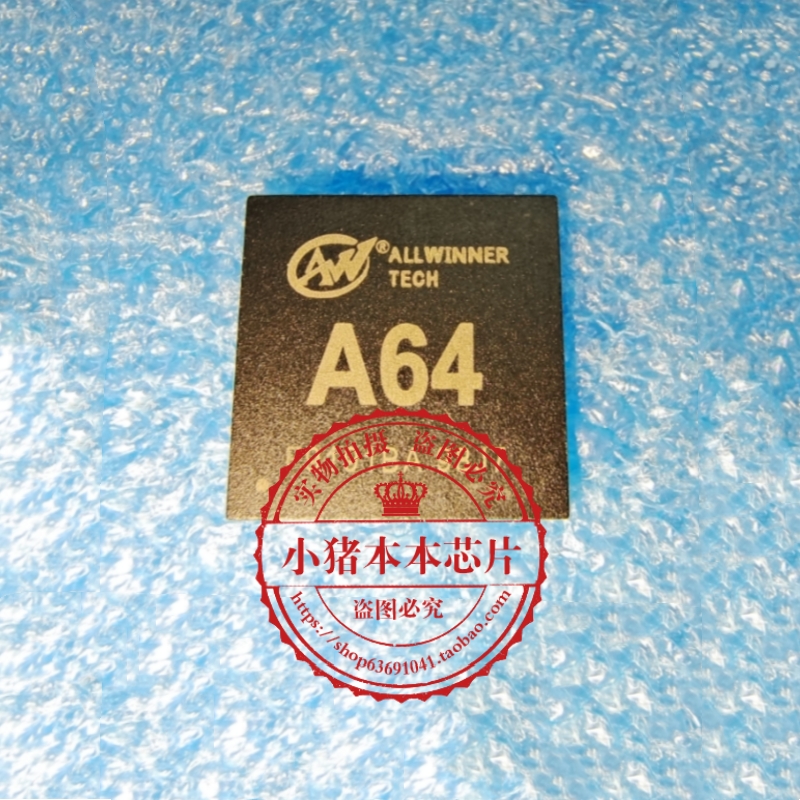 AW® ALLWINNER
TECH
A64
实物拍摄 盗图必究
小猪本本芯片
盗图必究
https://shop63691041.taobao.com